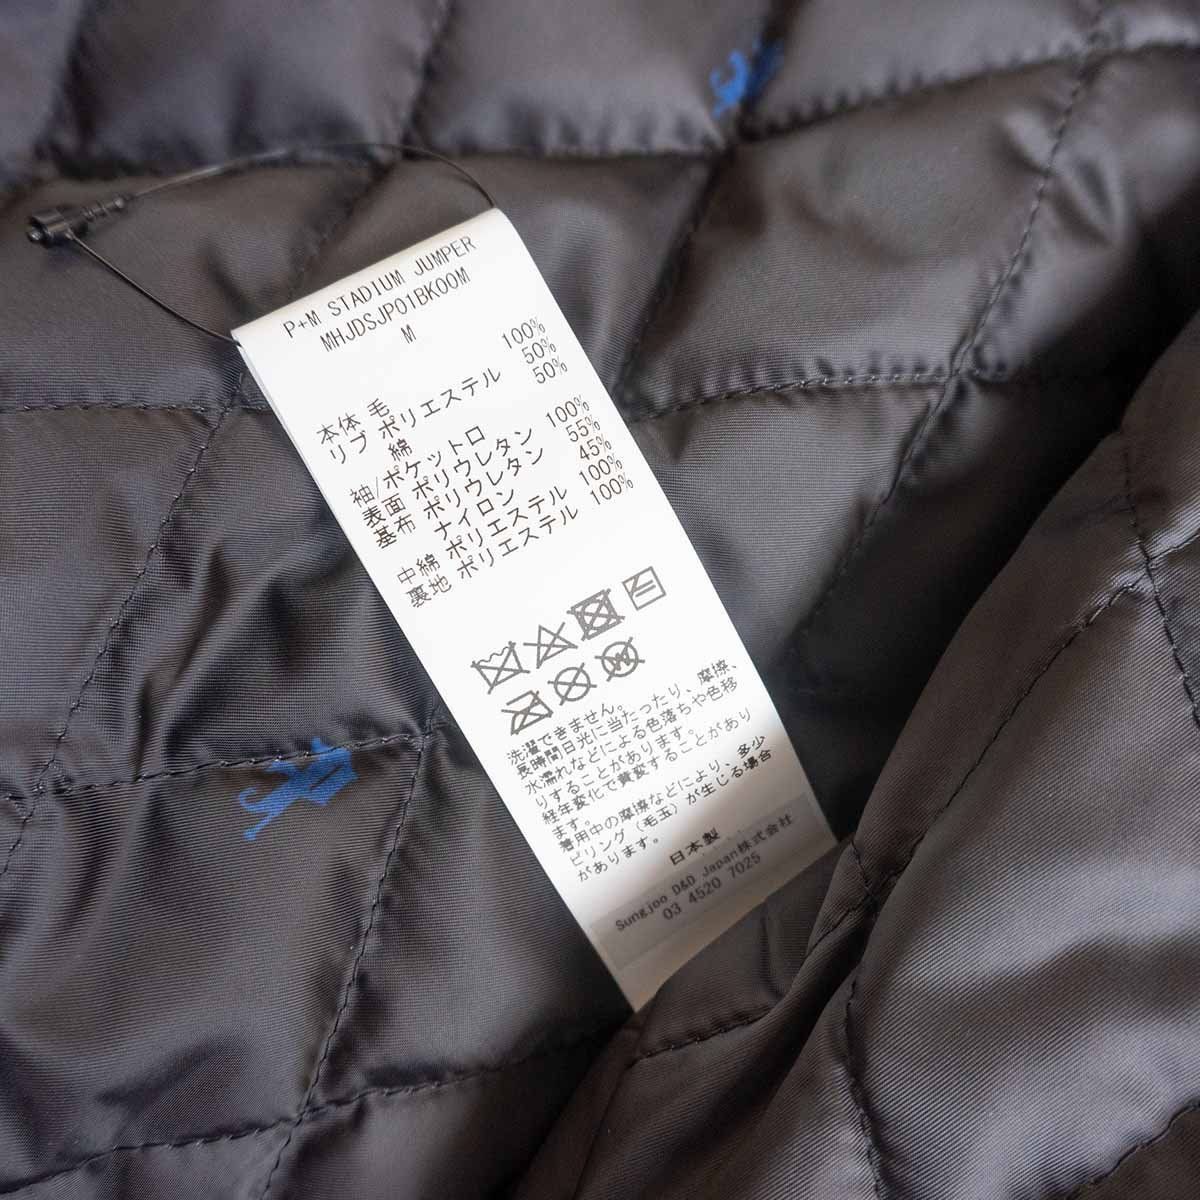 P+M STADIUM JUMPER
MHJDSJP01BK00M
M
本体 毛 100%
リブ ポリエステル 50%
綿 50%
袖/ポケットロ
表面 ポリウレタン 100%
基布 ポリウレタン 55%
ナイロン 45%
中綿 ポリエステル 100%
裏地 ポリエステル 100%
洗濯できません。
長時間日光に当たったり、摩擦、
水濡れなどによる色落ちや色移
りすることがあります。
経年変化で黄変することがあり
ます。
着用中の摩擦などにより、多少
ピリング(毛玉)が生じる場合
があります。
日本製
Sungjoo D&D Japan株式会社
03 4520 7025